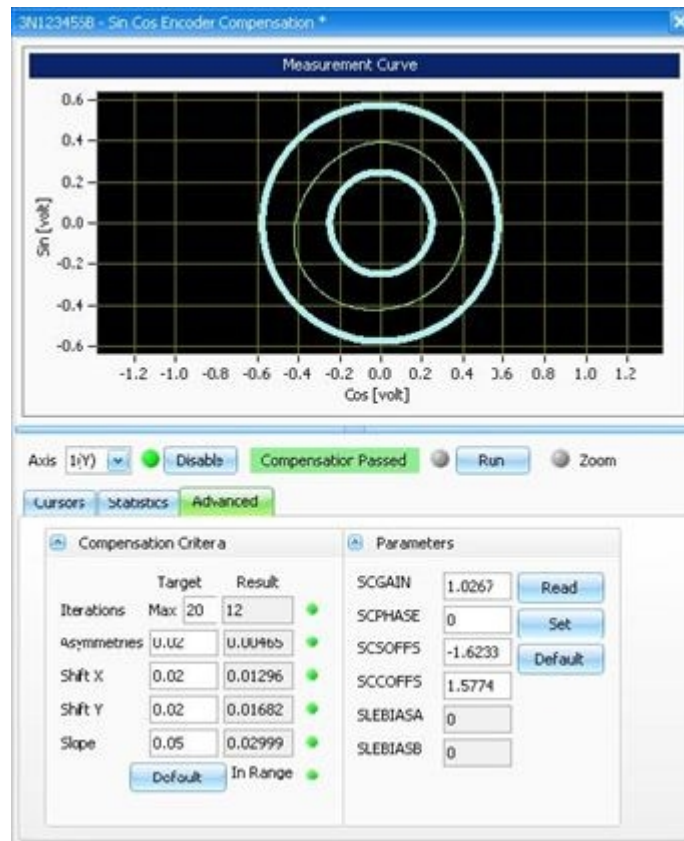 3N1234558 - Sin Cos Encoder Compensation *
Measurement Curve
0.6
0.4
0.2
0.0
-0.2
-0.4
-0.6
Sin [volt]
-1.2 -1.0 -0.8 -0.6 -0.4 -0.2 0.0 0.2 0.4 0.6 0.8 1.0 1.2
Cos [volt]
Axis 1(Y) Disable Compensation Passed Run Zoom
Cursors Statistics Advanced
Compensation Criteria
Target Result
Iterations Max 20 12
Asymmetries 0.02 0.00465
Shift X 0.02 0.01296
Shift Y 0.02 0.01682
Slope 0.05 0.02999
Default In Range
Parameters
SCGAIN 1.0267 Read
SCPHASE 0 Set
SCSOFFS -1.6233 Default
SCCOFFS 1.5774
SLEBIASA 0
SLEBIASB 0